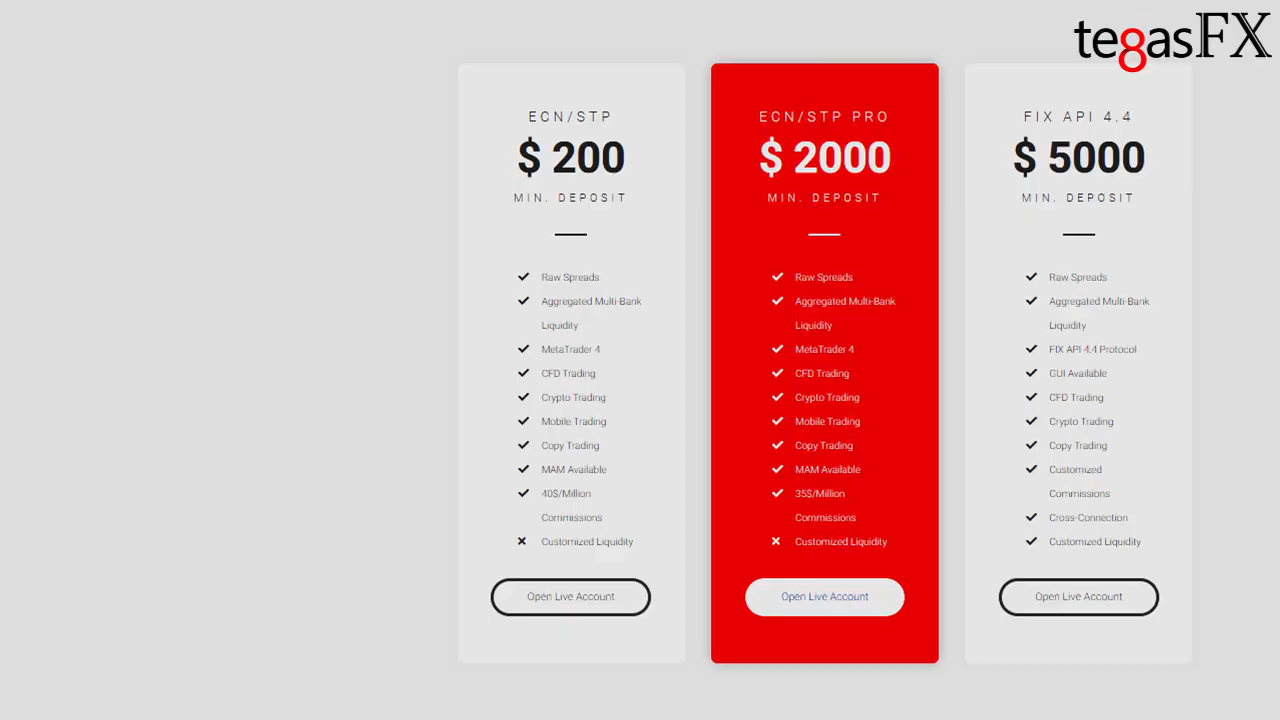 te8asFX
ECN/STP
$ 200
MIN. DEPOSIT
Raw Spreads
Aggregated Multi-Bank
Liquidity
MetaTrader 4
CFD Trading
Crypto Trading
Mobile Trading
Copy Trading
MAM Available
40$/Million
Commissions
Customized Liquidity
Open Live Account
ECN/STP PRO
$ 2000
MIN. DEPOSIT
Raw Spreads
Aggregated Multi-Bank
Liquidity
MetaTrader 4
CFD Trading
Crypto Trading
Mobile Trading
Copy Trading
MAM Available
35$/Million
Commissions
Customized Liquidity
Open Live Account
FIX API 4.4
$ 5000
MIN. DEPOSIT
Raw Spreads
Aggregated Multi-Bank
Liquidity
FIX API 4.4 Protocol
GUI Available
CFD Trading
Crypto Trading
Copy Trading
Customized
Commissions
Cross-Connection
Customized Liquidity
Open Live Account